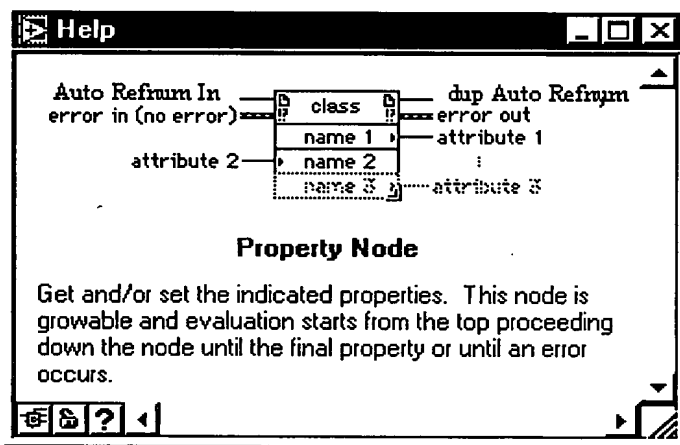 Help
Auto Refnum In
class
dup Auto Refnum
error in (no error)
error out
name 1
attribute 1
attribute 2
name 2
name 3
attribute 3
Property Node
Get and/or set the indicated properties. This node is
growable and evaluation starts from the top proceeding
down the node until the final property or until an error
occurs.
?